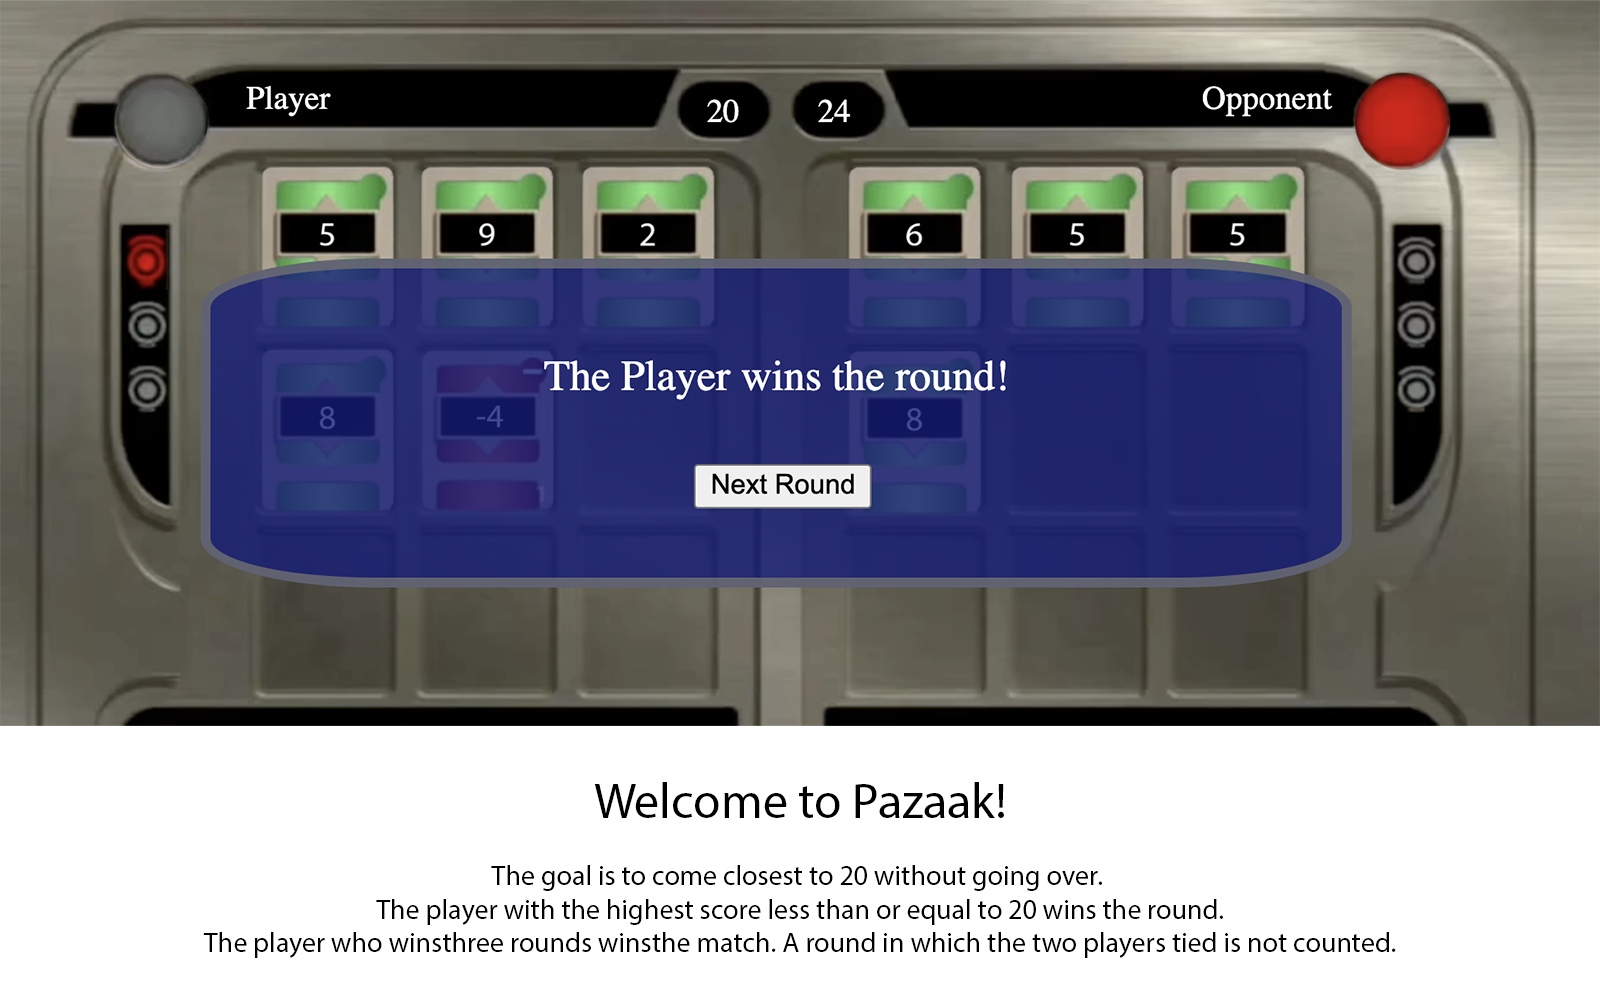 Player 20 24 Opponent
5 9 2 6 5 5
The Player wins the round!
8 -4 8
Next Round
Welcome to Pazaak!
The goal is to come closest to 20 without going over.
The player with the highest score less than or equal to 20 wins the round.
The player who winsthree rounds winsthe match. A round in which the two players tied is not counted.